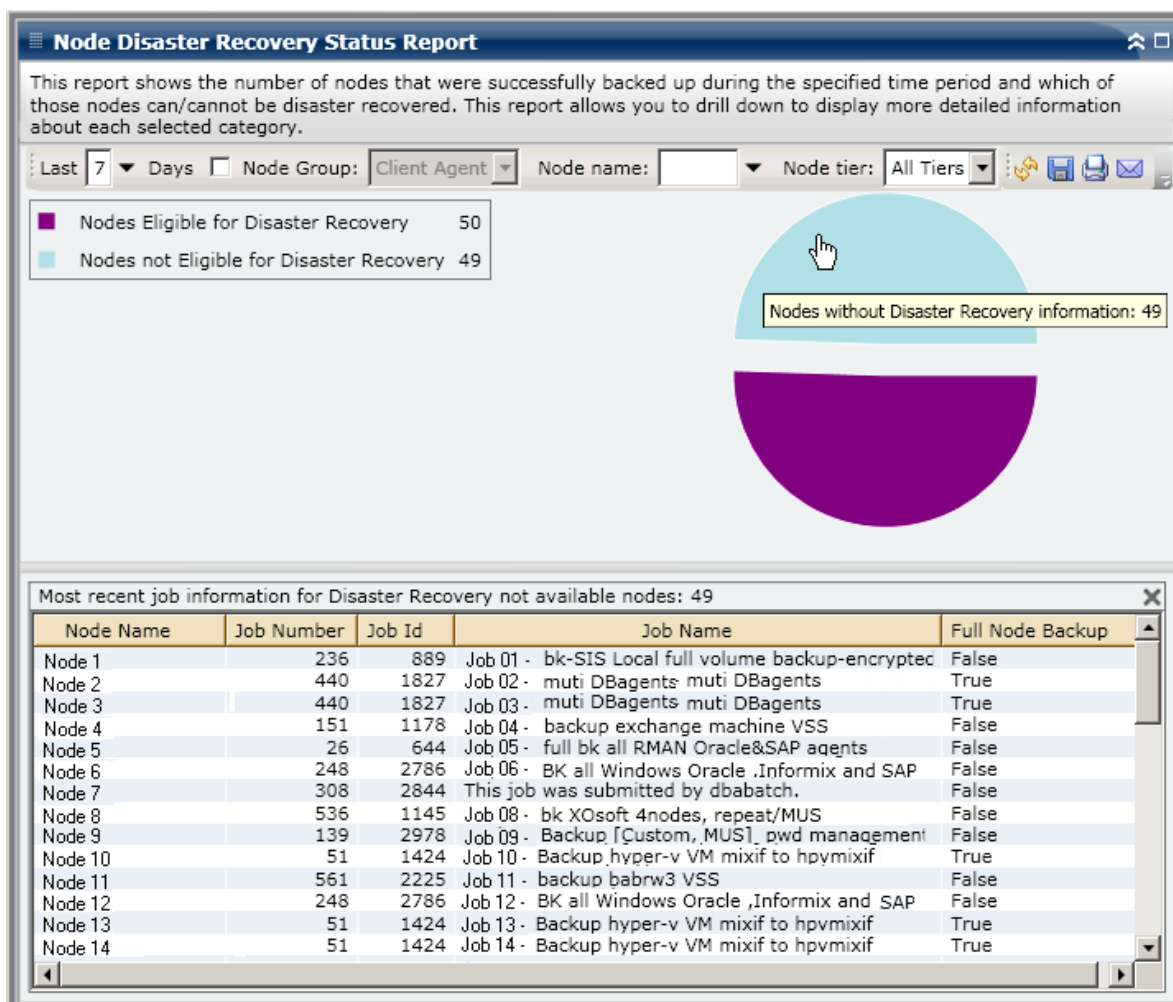 Node Disaster Recovery Status Report
This report shows the number of nodes that were successfully backed up during the specified time period and which of
those nodes can/cannot be disaster recovered. This report allows you to drill down to display more detailed information
about each selected category.
Last 7 Days Node Group: Client Agent Node name: Node tier: All Tiers
Nodes Eligible for Disaster Recovery 50
Nodes not Eligible for Disaster Recovery 49
Nodes without Disaster Recovery information: 49
Most recent job information for Disaster Recovery not available nodes: 49
Node Name Job Number Job Id Job Name Full Node Backup
Node 1 236 889 Job 01 - bk-SIS Local full volume backup-encrypted False
Node 2 440 1827 Job 02 - muti DBagents muti DBagents True
Node 3 440 1827 Job 03 - muti DBagents muti DBagents True
Node 4 151 1178 Job 04 - backup exchange machine VSS False
Node 5 26 644 Job 05 - full bk all RMAN Oracle&SAP agents False
Node 6 248 2786 Job 06 - BK all Windows Oracle ,Informix and SAP False
Node 7 308 2844 This job was submitted by dbabatch. False
Node 8 536 1145 Job 08 - bk XOsoft 4nodes, repeat/MUS False
Node 9 139 2978 Job 09 - Backup [Custom, MUS]_pwd management False
Node 10 51 1424 Job 10 - Backup hyper-v VM mixif to hpvmixif True
Node 11 561 2225 Job 11 - backup babrw3 VSS False
Node 12 248 2786 Job 12 - BK all Windows Oracle ,Informix and SAP False
Node 13 51 1424 Job 13 - Backup hyper-v VM mixif to hpvmixif True
Node 14 51 1424 Job 14 - Backup hyper-v VM mixif to hpvmixif True